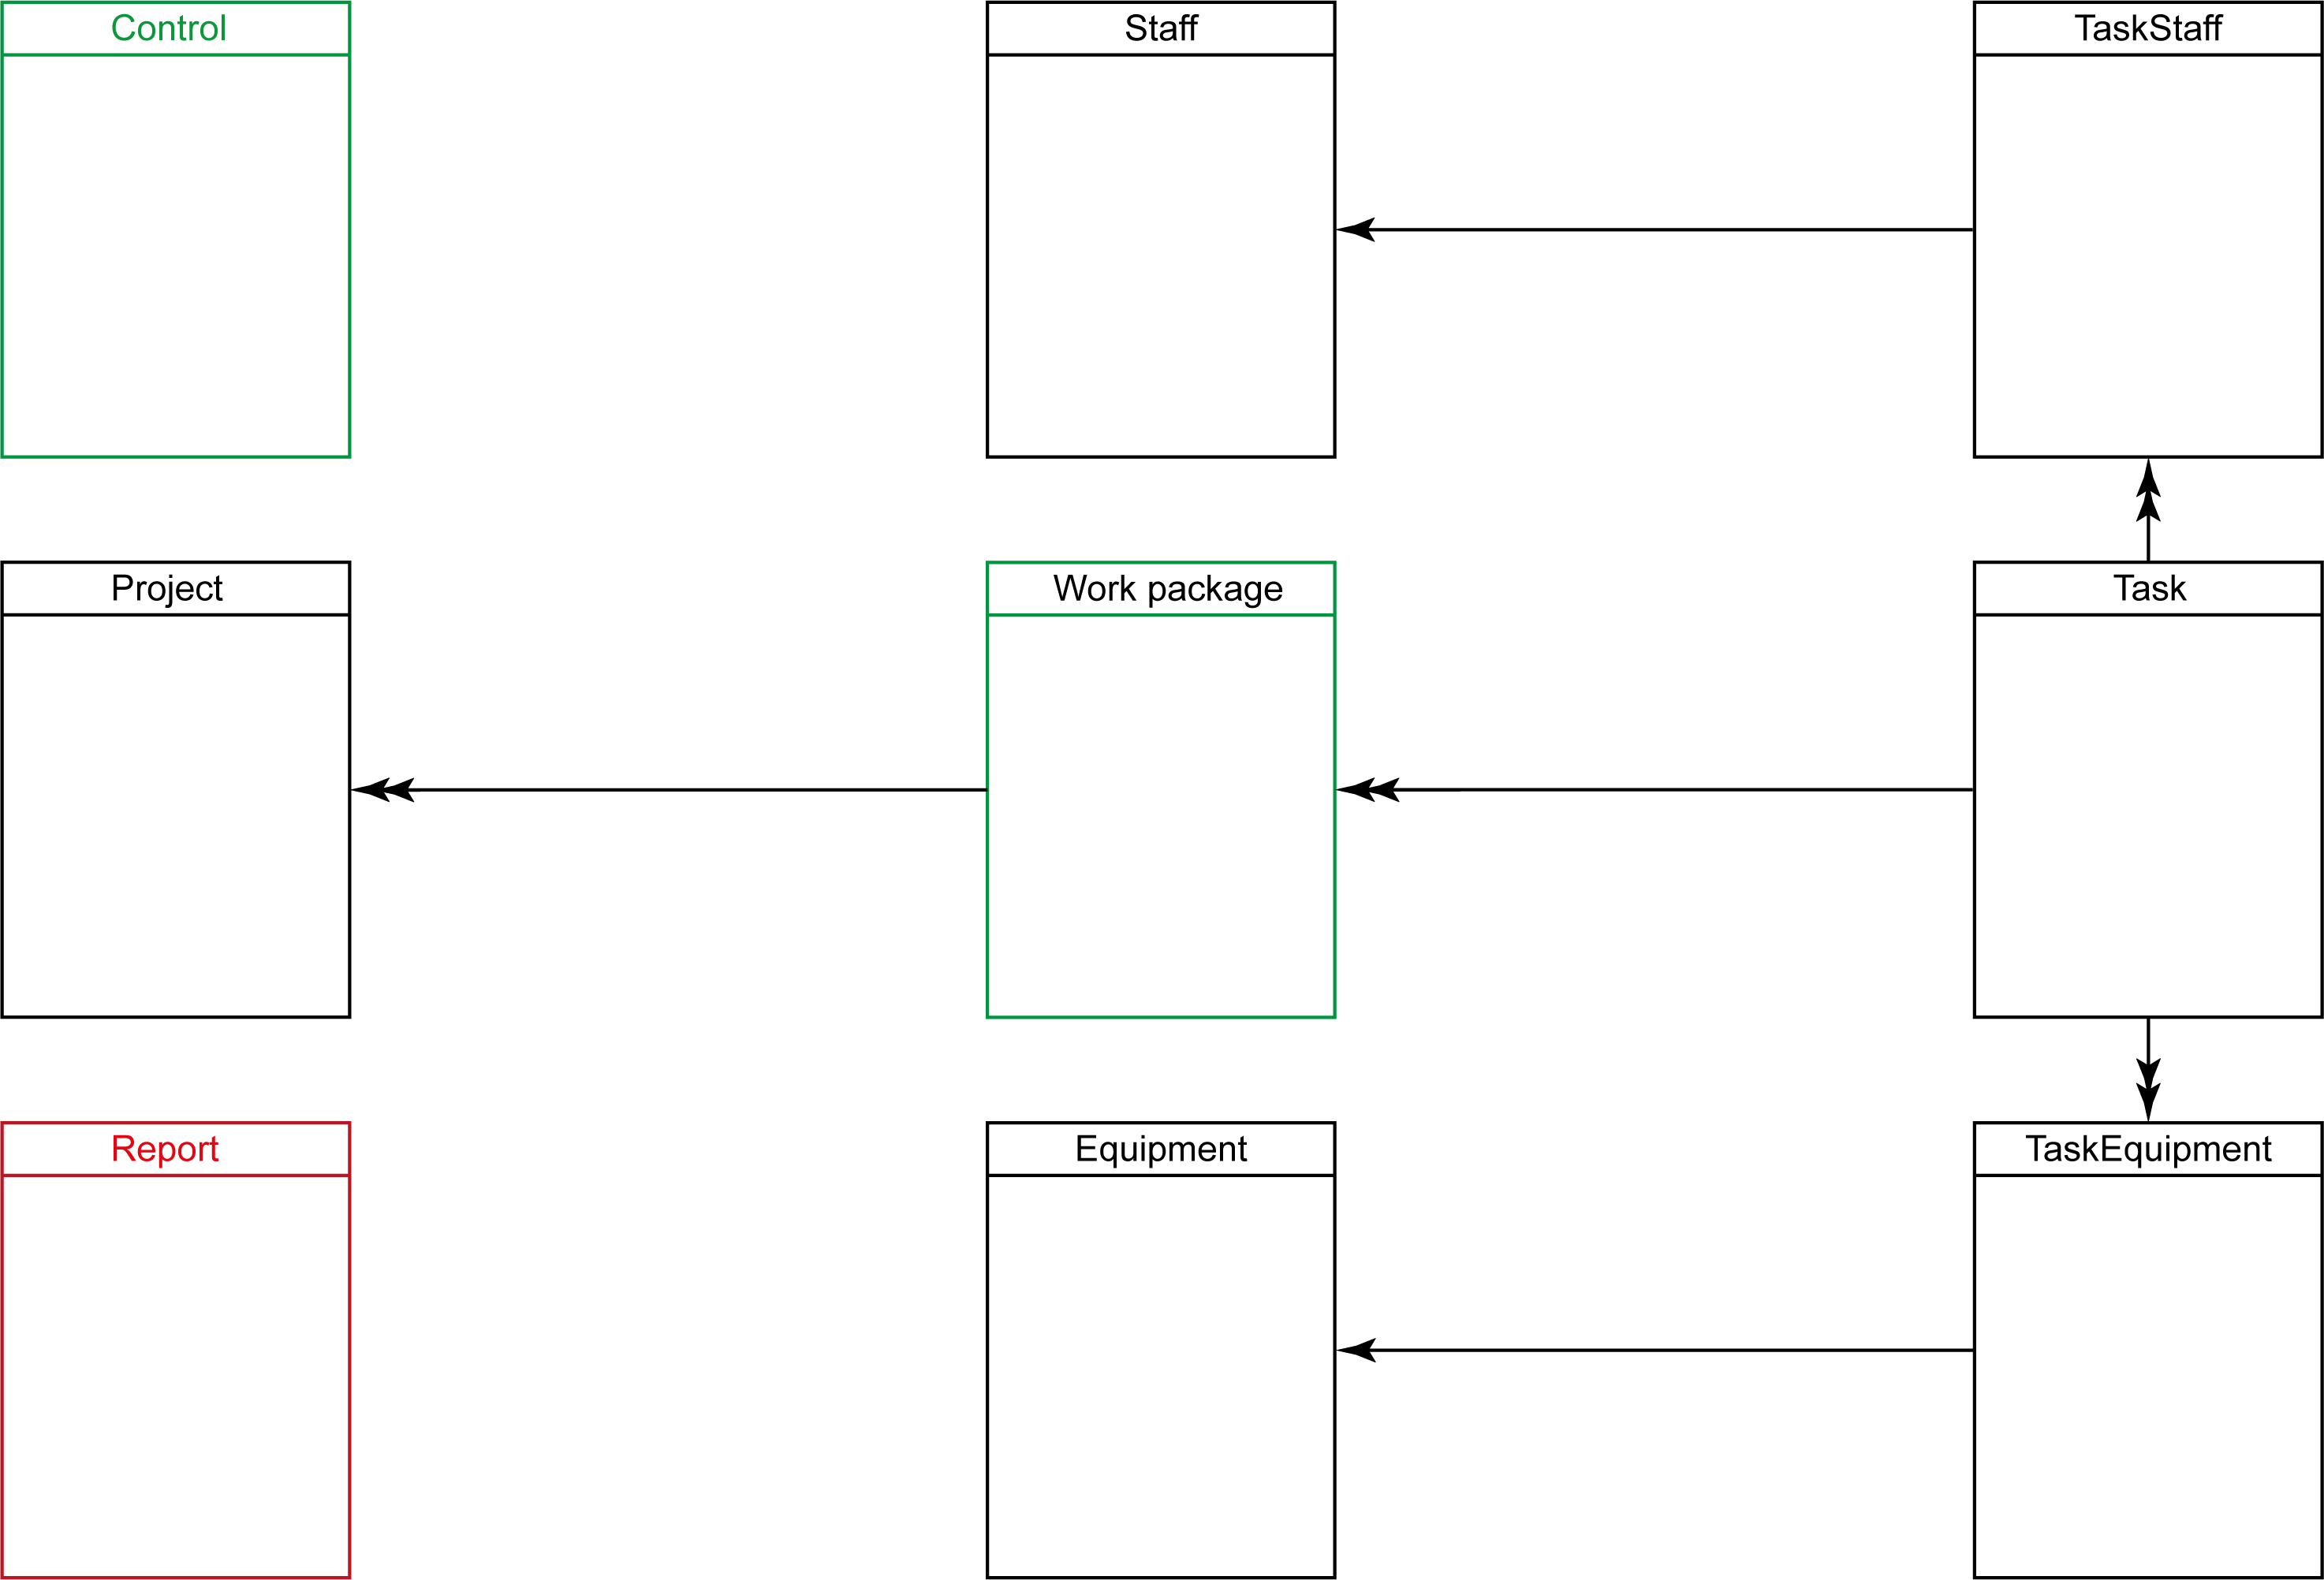 Control
Staff
TaskStaff
Project
Work package
Task
Report
Equipment
TaskEquipment